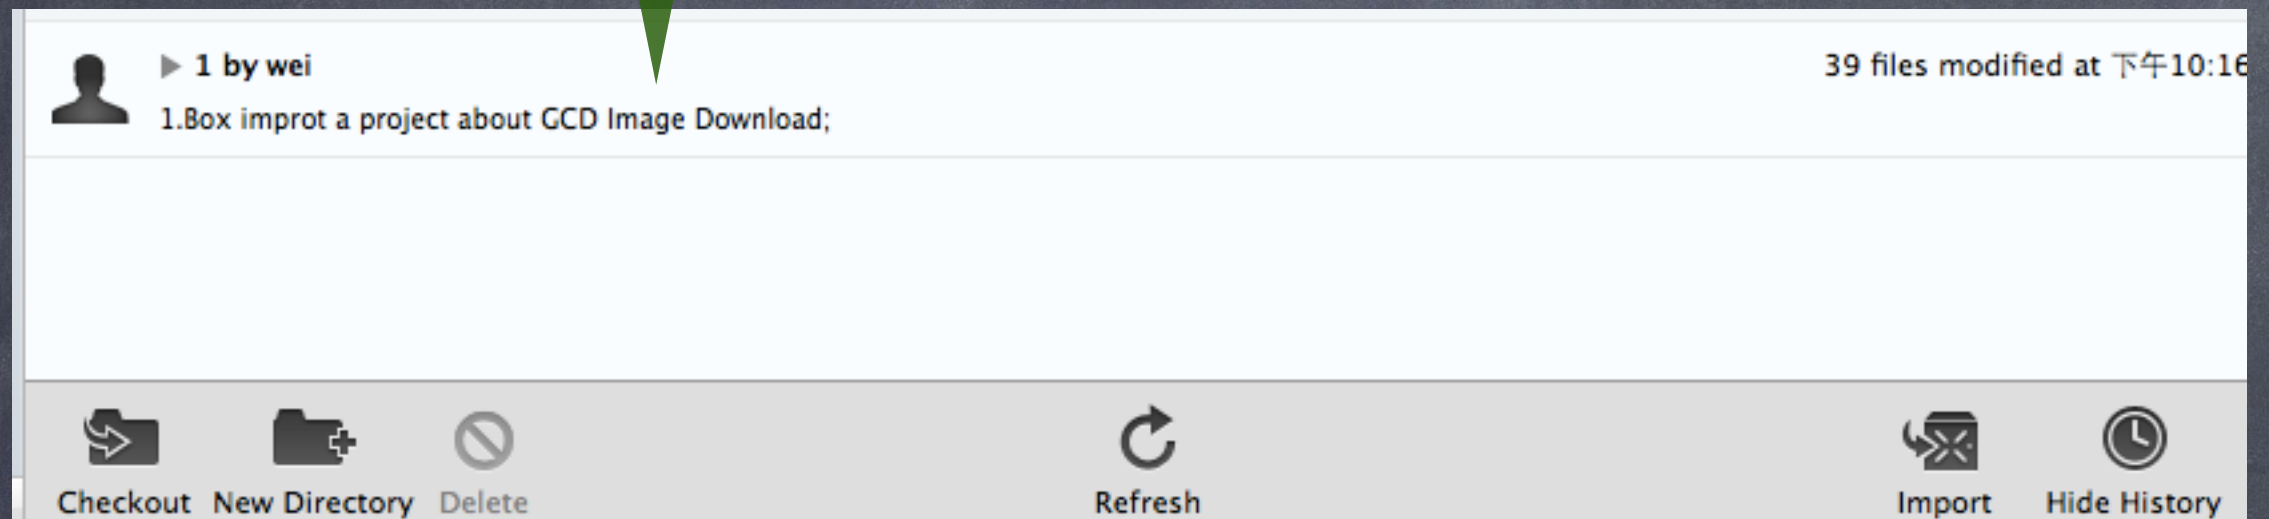 1 by wei
39 files modified at 下午10:16
1.Box improt a project about GCD Image Download;
Checkout New Directory Delete Refresh Import Hide History